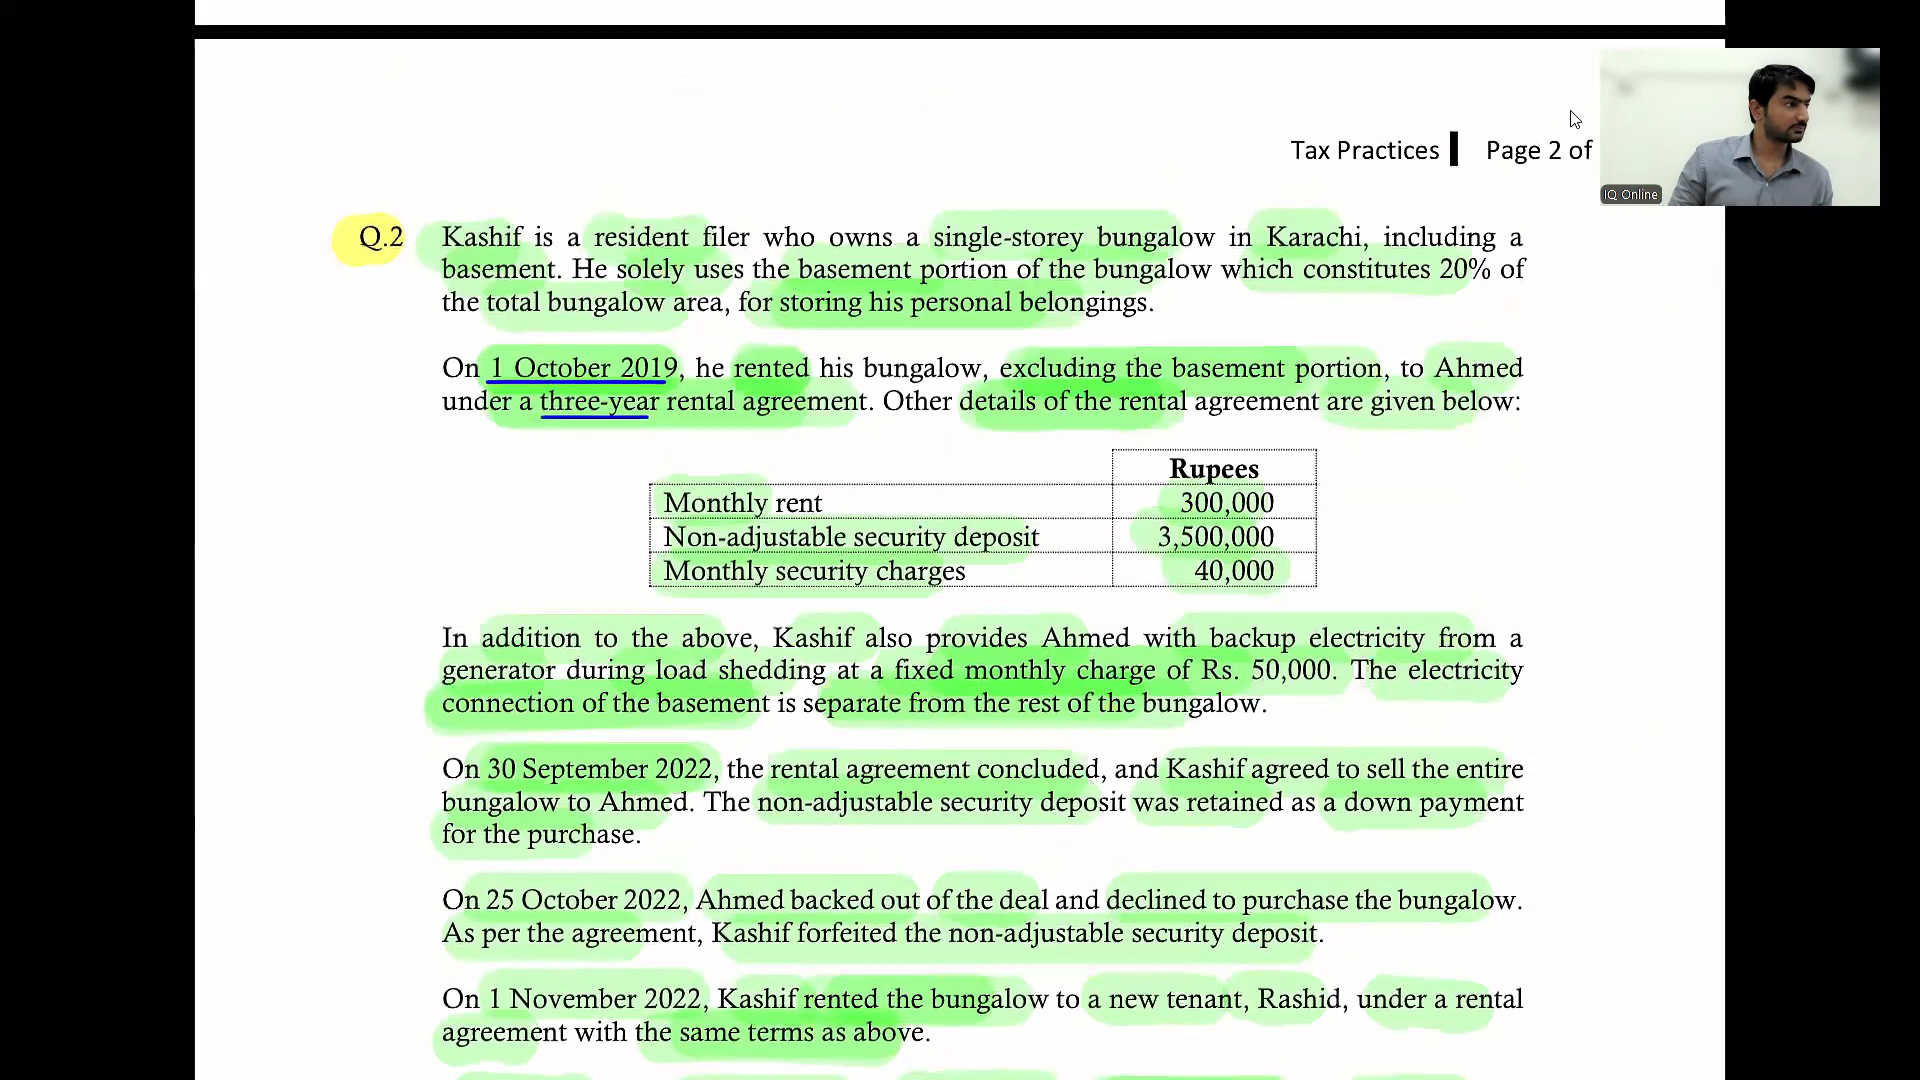 Tax Practices | Page 2 of
IQ Online
Q.2 Kashif is a resident filer who owns a single-storey bungalow in Karachi, including a
basement. He solely uses the basement portion of the bungalow which constitutes 20% of
the total bungalow area, for storing his personal belongings.
On 1 October 2019, he rented his bungalow, excluding the basement portion, to Ahmed
under a three-year rental agreement. Other details of the rental agreement are given below:
Rupees
Monthly rent 300,000
Non-adjustable security deposit 3,500,000
Monthly security charges 40,000
In addition to the above, Kashif also provides Ahmed with backup electricity from a
generator during load shedding at a fixed monthly charge of Rs. 50,000. The electricity
connection of the basement is separate from the rest of the bungalow.
On 30 September 2022, the rental agreement concluded, and Kashif agreed to sell the entire
bungalow to Ahmed. The non-adjustable security deposit was retained as a down payment
for the purchase.
On 25 October 2022, Ahmed backed out of the deal and declined to purchase the bungalow.
As per the agreement, Kashif forfeited the non-adjustable security deposit.
On 1 November 2022, Kashif rented the bungalow to a new tenant, Rashid, under a rental
agreement with the same terms as above.